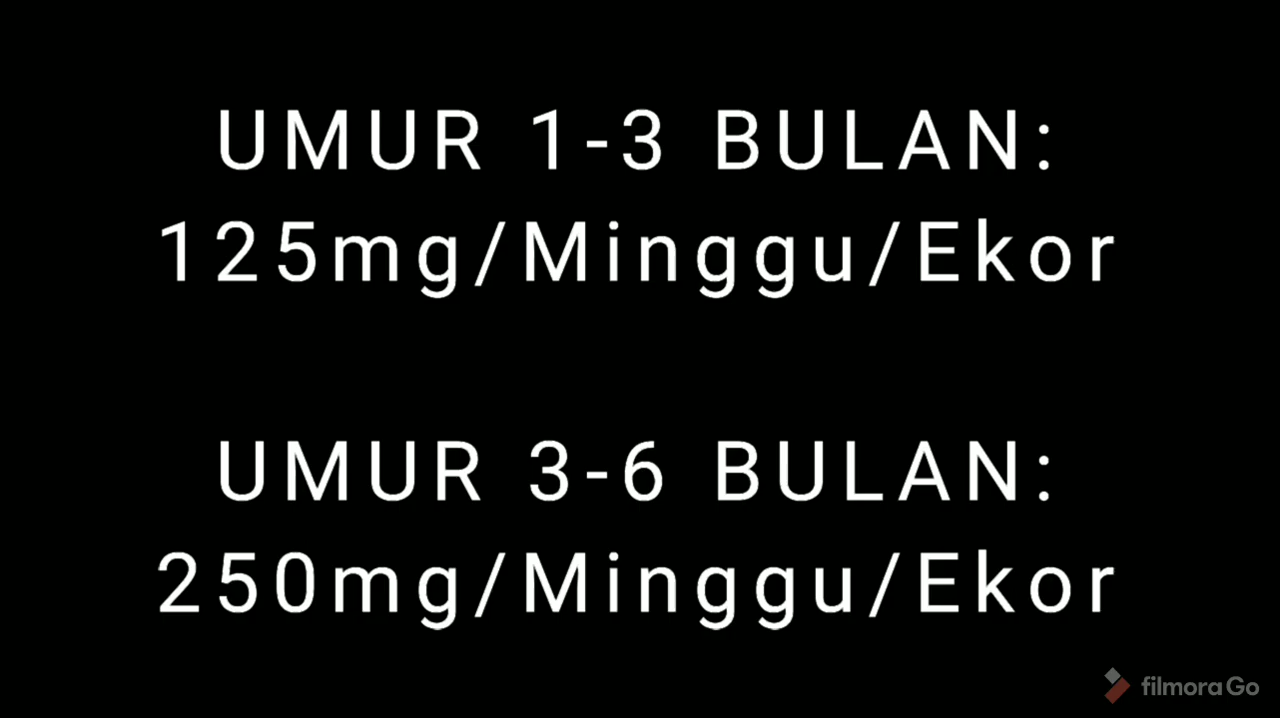 UMUR 1-3 BULAN:
125mg/Minggu/Ekor
UMUR 3-6 BULAN:
250mg/Minggu/Ekor
filmoraGo